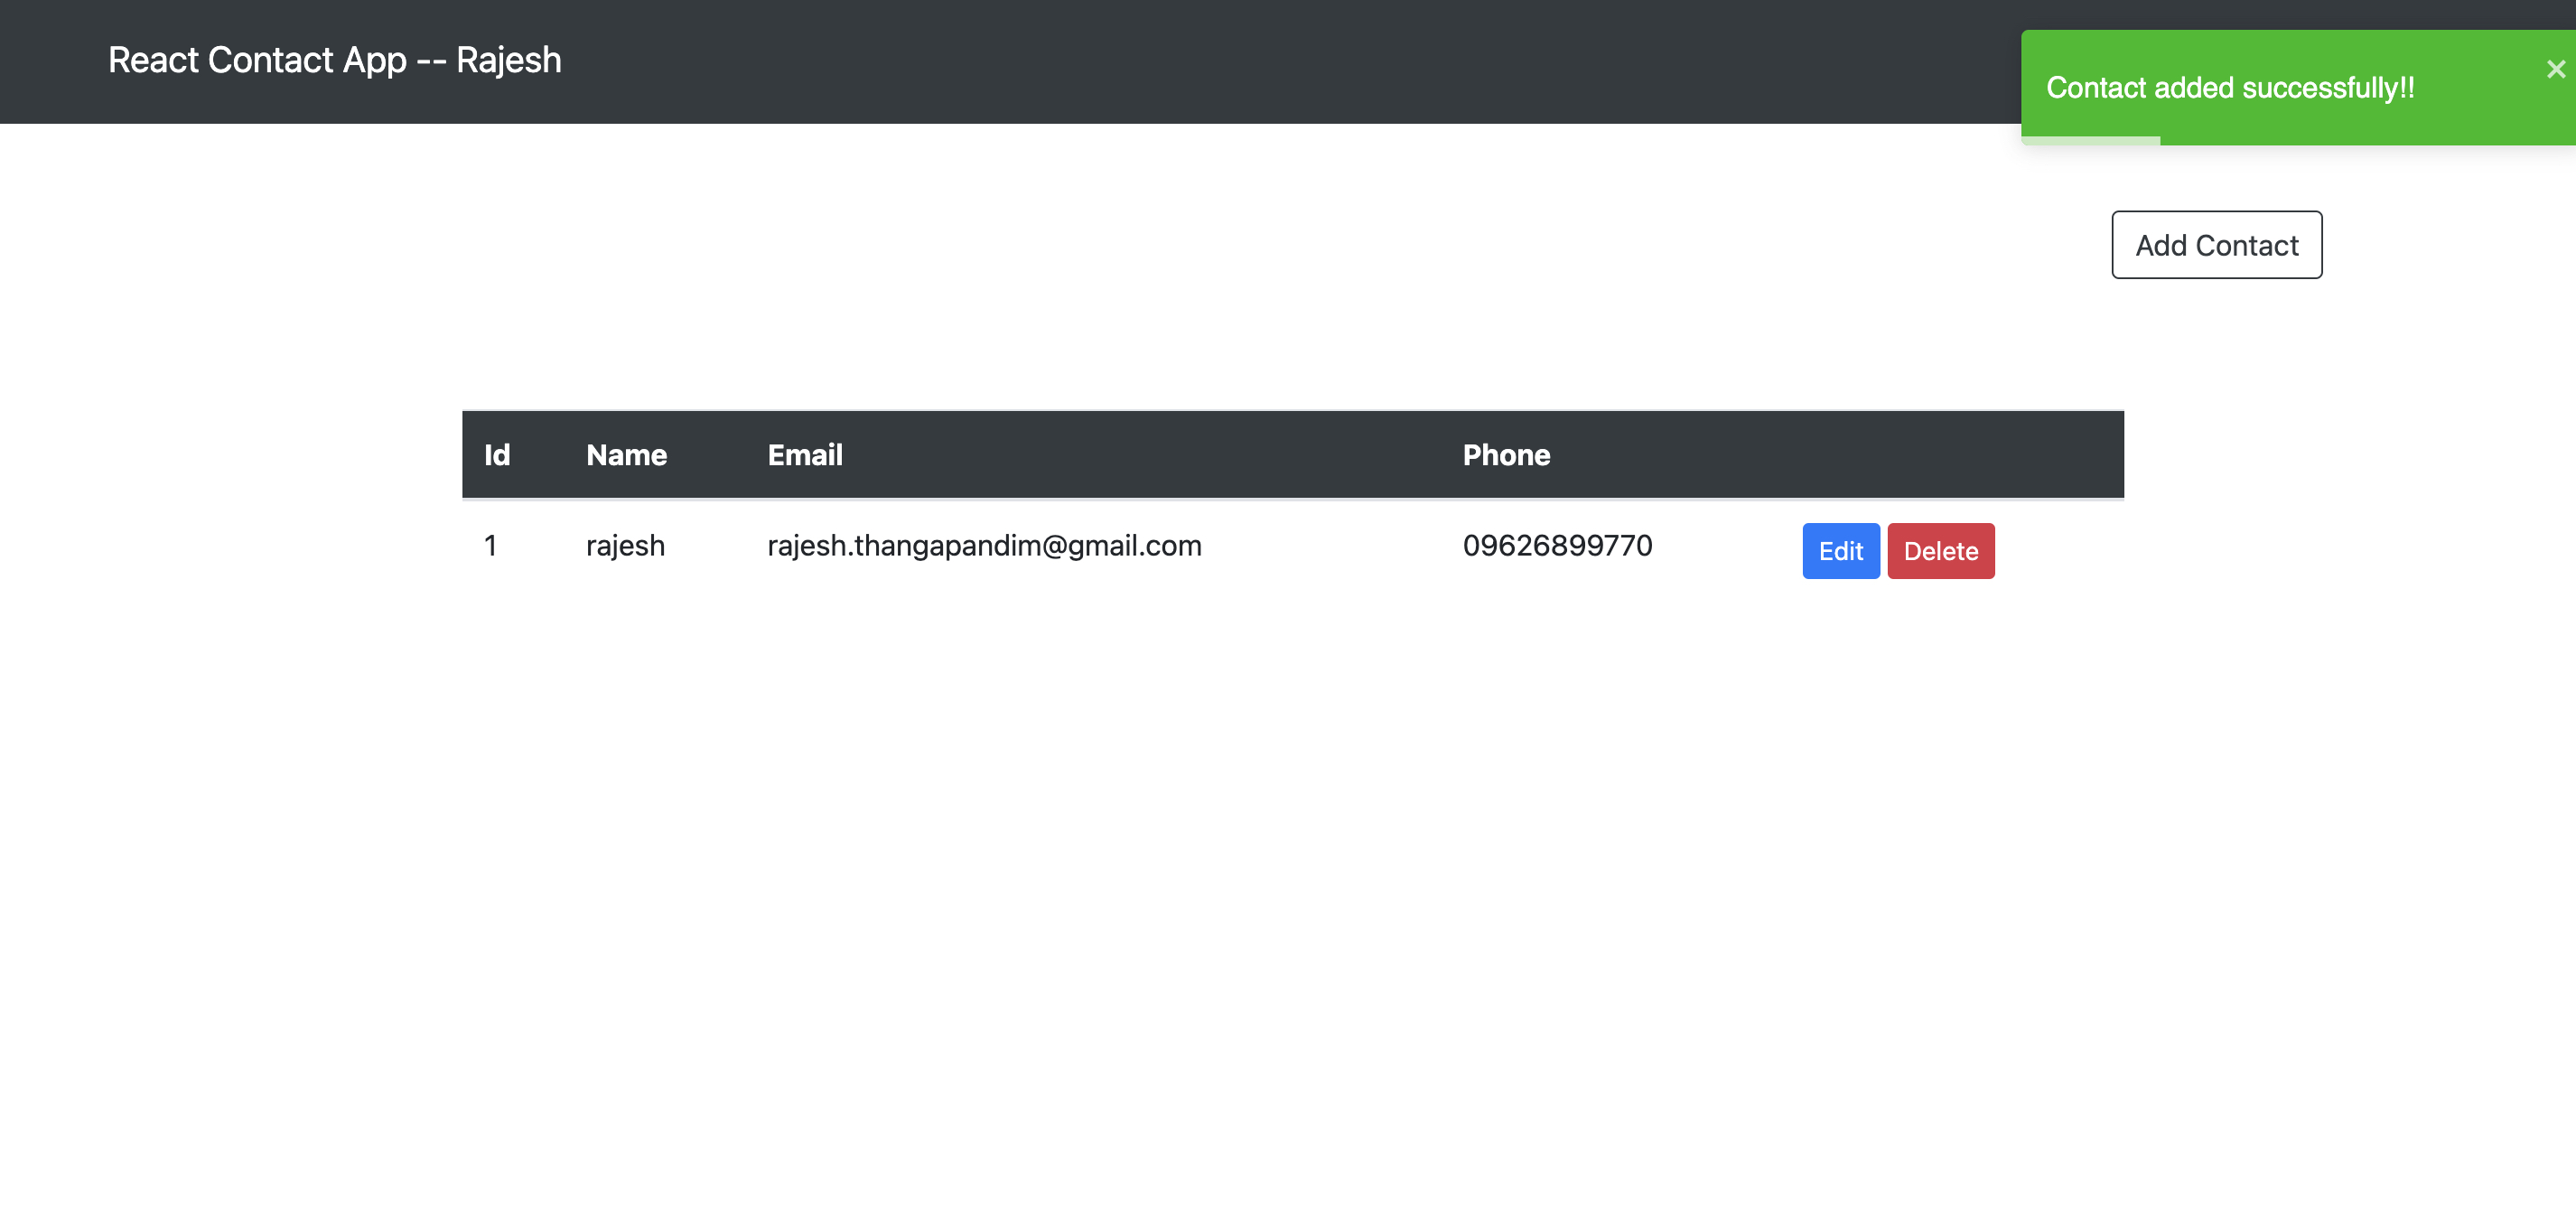 React Contact App -- Rajesh
Contact added successfully!!
Add Contact
Id Name Email Phone
1 rajesh rajesh.thangapandim@gmail.com 09626899770 Edit Delete